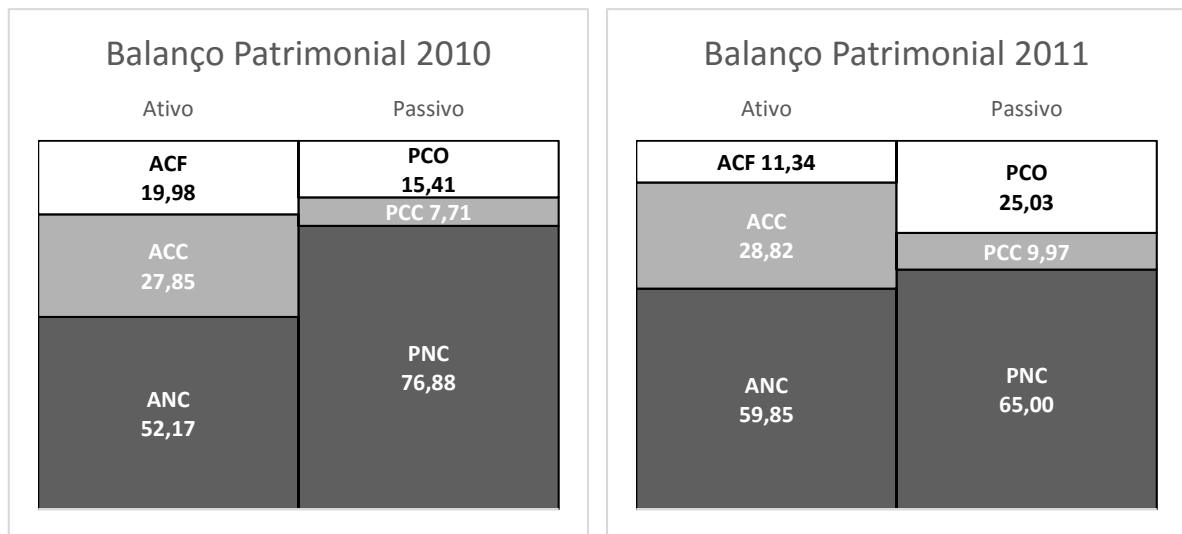 Balanço Patrimonial 2010
Ativo
Passivo
ACF
19,98
ACC
27,85
ANC
52,17
PCO
15,41
PCC 7,71
PNC
76,88
Balanço Patrimonial 2011
Ativo
Passivo
ACF 11,34
ACC
28,82
ANC
59,85
PCO
25,03
PCC 9,97
PNC
65,00